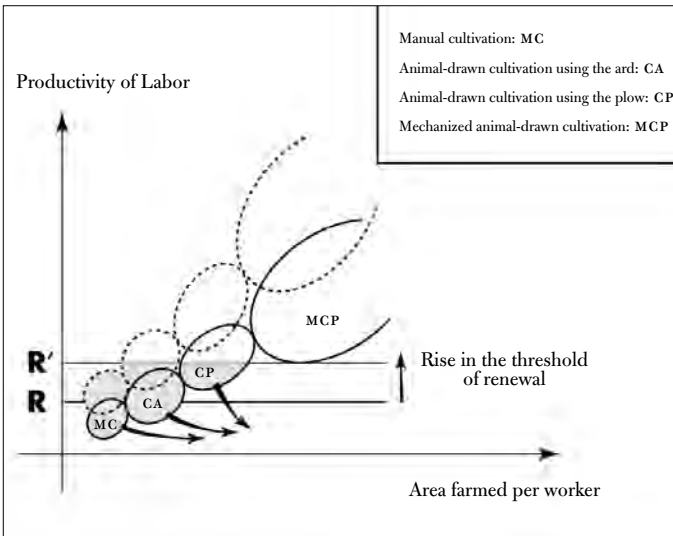 Manual cultivation: MC
Animal-drawn cultivation using the ard: CA
Animal-drawn cultivation using the plow: CP
Mechanized animal-drawn cultivation: MCP
Productivity of Labor
MCP
R'
CP
Rise in the threshold
of renewal
R
CA
MC
Area farmed per worker